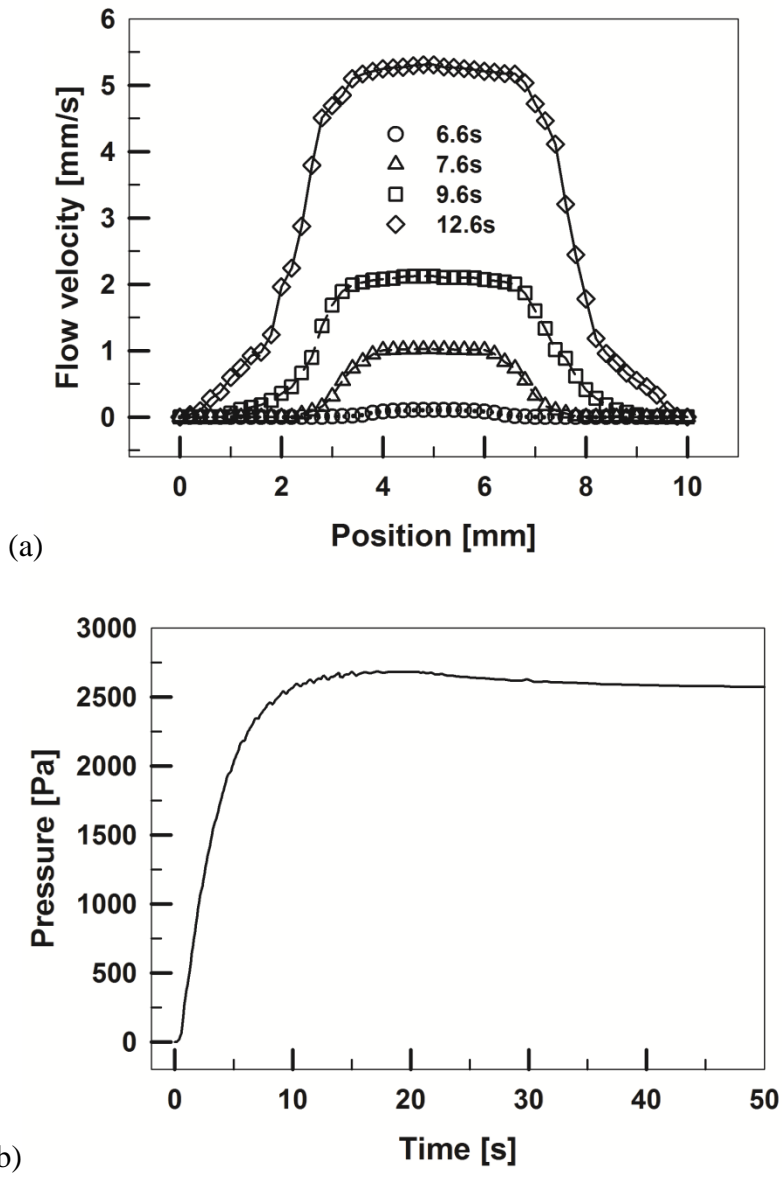 6
5
4
3
2
1
0
Flow velocity [mm/s]
6.6s
7.6s
9.6s
12.6s
0 2 4 6 8 10
Position [mm]
(a)
3000
2500
2000
1500
1000
500
0
Pressure [Pa]
0 10 20 30 40 50
Time [s]
b)